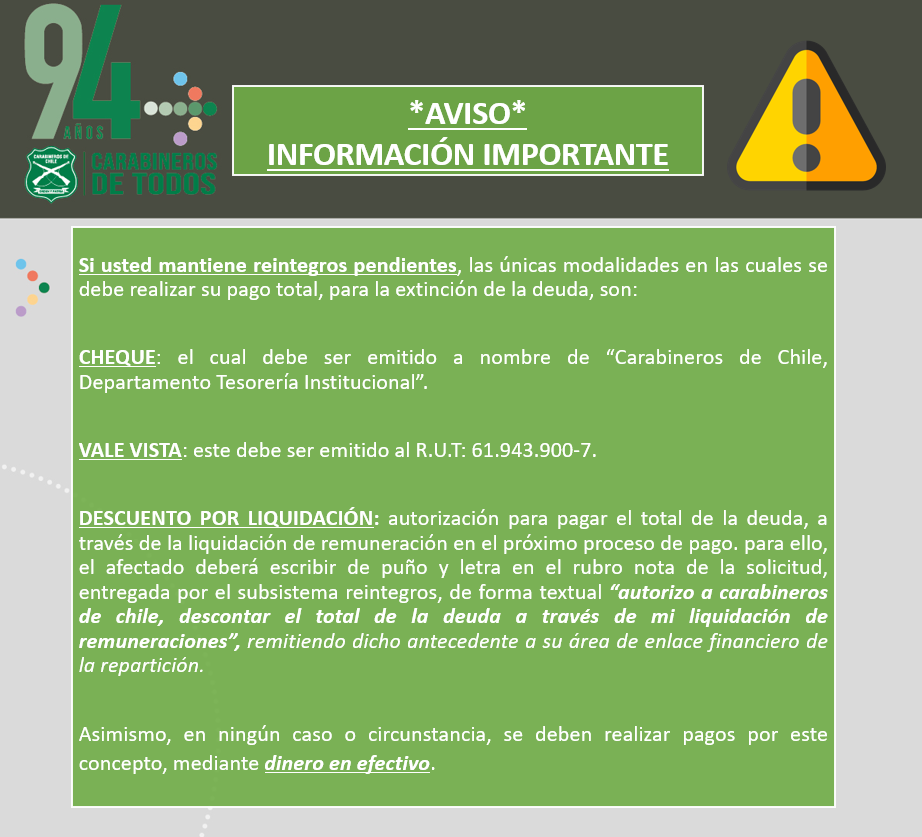 94
AÑOS
CARABINEROS DE
CHILE
CARABINEROS
DE TODOS
*AVISO*
INFORMACIÓN IMPORTANTE
Si usted mantiene reintegros pendientes, las únicas modalidades en las cuales se
debe realizar su pago total, para la extinción de la deuda, son:
CHEQUE: el cual debe ser emitido a nombre de “Carabineros de Chile,
Departamento Tesorería Institucional”.
VALE VISTA: este debe ser emitido al R.U.T: 61.943.900-7.
DESCUENTO POR LIQUIDACIÓN: autorización para pagar el total de la deuda, a
través de la liquidación de remuneración en el próximo proceso de pago. para ello,
el afectado deberá escribir de puño y letra en el rubro nota de la solicitud,
entregada por el subsistema reintegros, de forma textual “autorizo a carabineros
de chile, descontar el total de la deuda a través de mi liquidación de
remuneraciones”, remitiendo dicho antecedente a su área de enlace financiero de
la repartición.
Asimismo, en ningún caso o circunstancia, se deben realizar pagos por este
concepto, mediante dinero en efectivo.